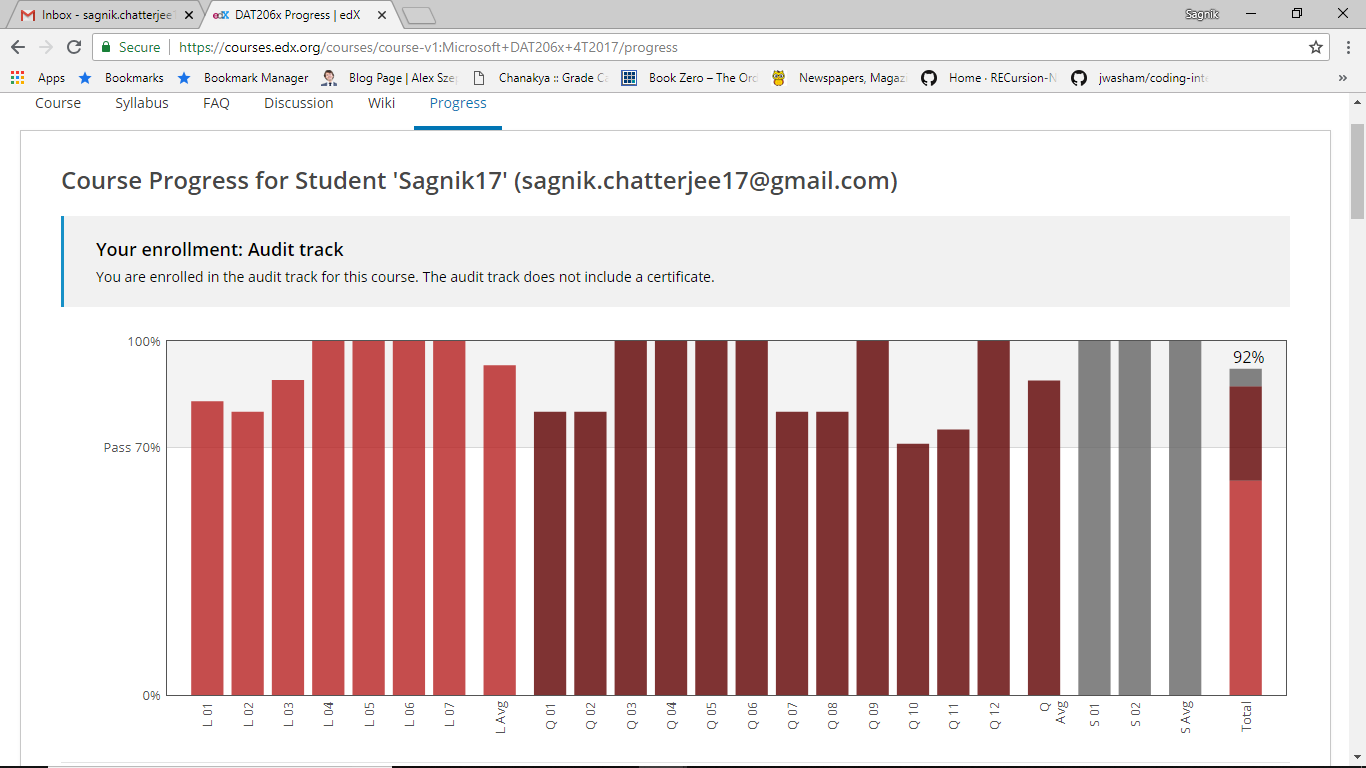 Inbox - sagnik.chatterjee
DAT206x Progress | edX
Sagnik
Secure
https://courses.edx.org/courses/course-v1:Microsoft+DAT206x+4T2017/progress
Apps
Bookmarks
Bookmark Manager
Blog Page | Alex Sze
Chanakya :: Grade C
Book Zero – The Or
Newspapers, Magaz
Home · RECursion-N
jwasham/coding-int
»
Course
Syllabus
FAQ
Discussion
Wiki
Progress
Course Progress for Student 'Sagnik17' (sagnik.chatterjee17@gmail.com)
Your enrollment: Audit track
You are enrolled in the audit track for this course. The audit track does not include a certificate.
100%
Pass 70%
0%
92%
L 01
L 02
L 03
L 04
L 05
L 06
L 07
L Avg
Q 01
Q 02
Q 03
Q 04
Q 05
Q 06
Q 07
Q 08
Q 09
Q 10
Q 11
Q 12
Q
Avg
S 01
S 02
S Avg
Total